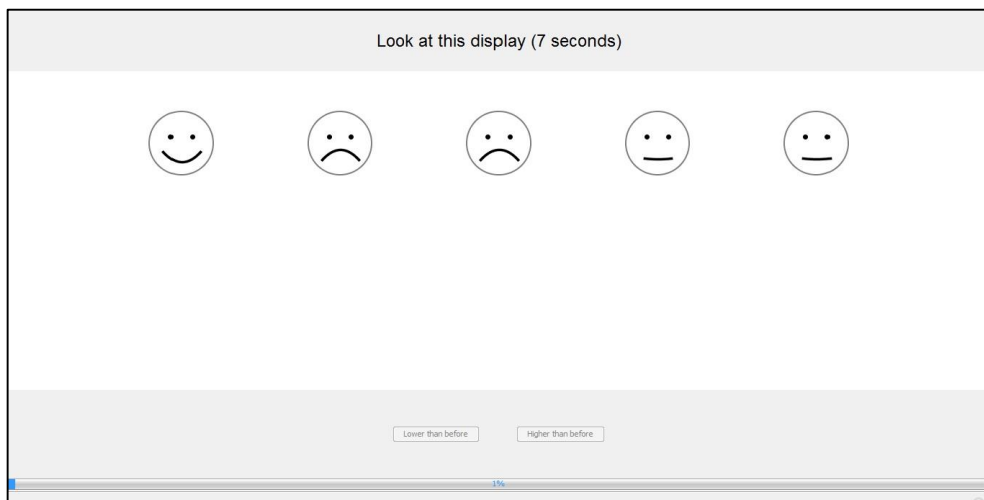 Look at this display (7 seconds)
Lower than before Higher than before
1%